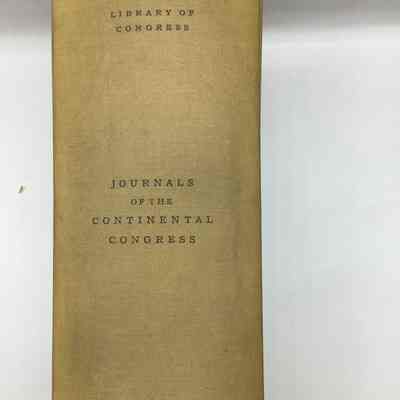 LIBRARY OF
CONGRESS
JOURNALS
OF THE
CONTINENTAL
CONGRESS